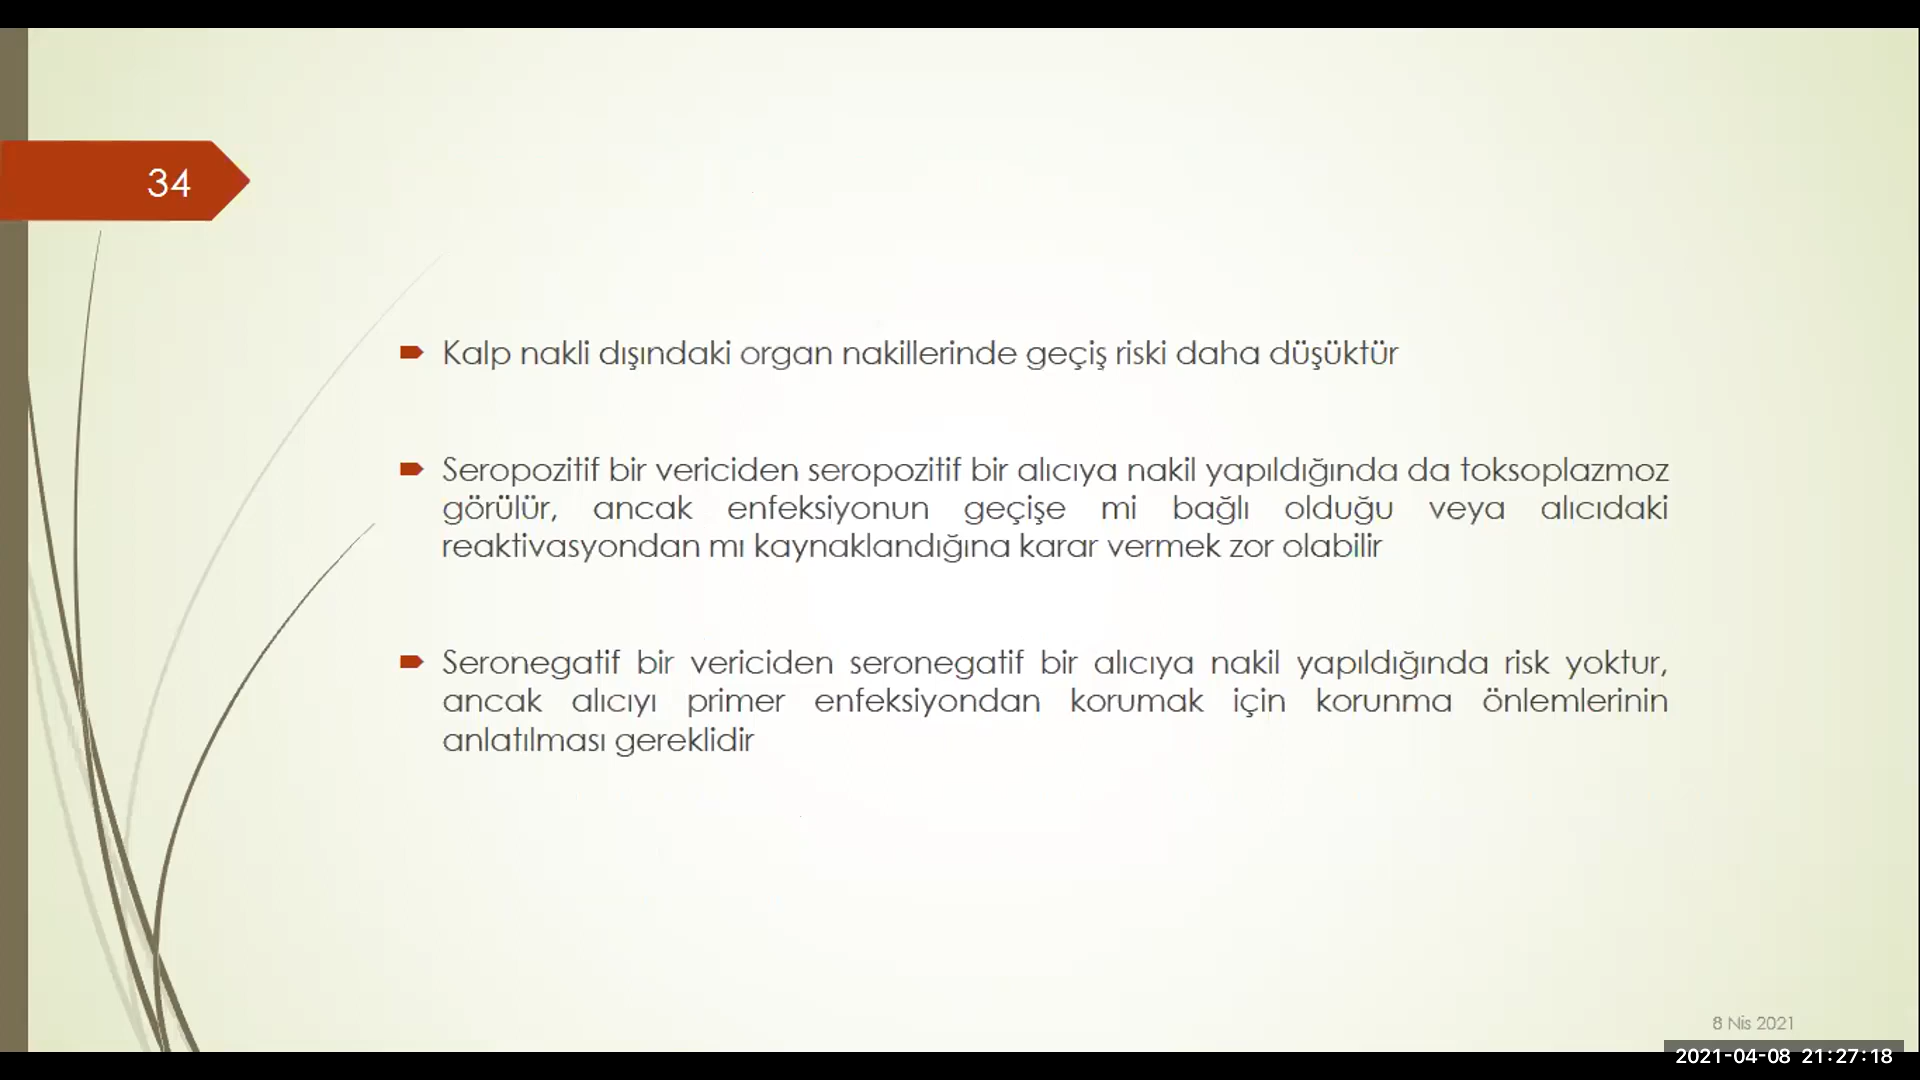 34
Kalp nakli dışındaki organ nakillerinde geçiş riski daha düşüktür
Seropozitif bir vericiden seropozitif bir alıcıya nakil yapıldığında da toksoplazmoz
görülür, ancak enfeksiyonun geçişe mi bağlı olduğu veya alıcıdaki
reaktivasyondan mı kaynaklandığına karar vermek zor olabilir
Seronegatif bir vericiden seronegatif bir alıcıya nakil yapıldığında risk yoktur,
ancak alıcıyı primer enfeksiyondan korumak için korunma önlemlerinin
anlatılması gereklidir
8 Nis 2021
2021-04-08 21:27:18